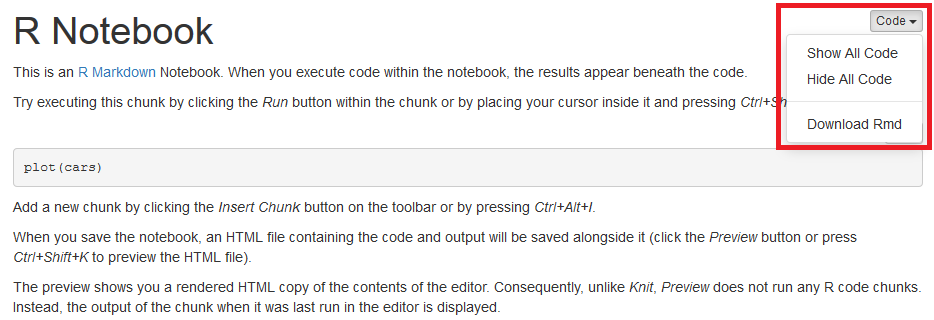 R Notebook
Code
Show All Code
Hide All Code
Download Rmd
This is an R Markdown Notebook. When you execute code within the notebook, the results appear beneath the code.
Try executing this chunk by clicking the Run button within the chunk or by placing your cursor inside it and pressing
plot(cars)
Add a new chunk by clicking the Insert Chunk button on the toolbar or by pressing Ctrl+Alt+I.
When you save the notebook, an HTML file containing the code and output will be saved alongside it (click the Preview button or press
Ctrl+Shift+K to preview the HTML file).
The preview shows you a rendered HTML copy of the contents of the editor. Consequently, unlike Knit, Preview does not run any R code chunks.
Instead, the output of the chunk when it was last run in the editor is displayed.